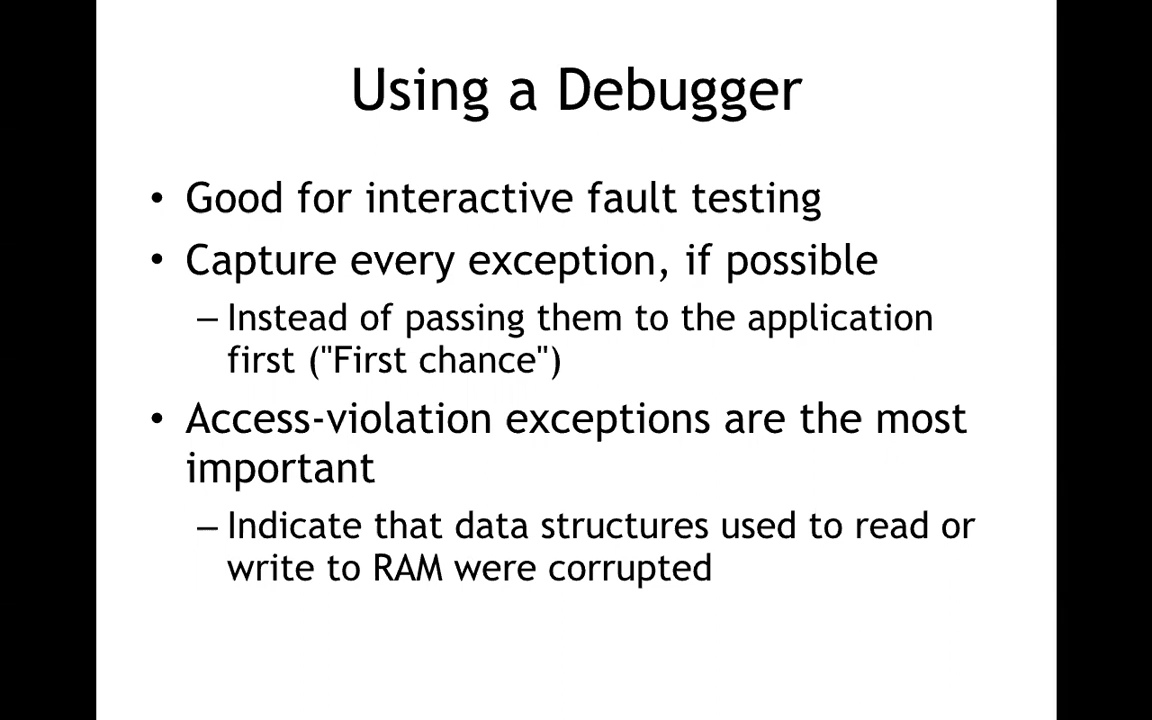 Using a Debugger
• Good for interactive fault testing
• Capture every exception, if possible
– Instead of passing them to the application
first ("First chance")
• Access-violation exceptions are the most
important
– Indicate that data structures used to read or
write to RAM were corrupted